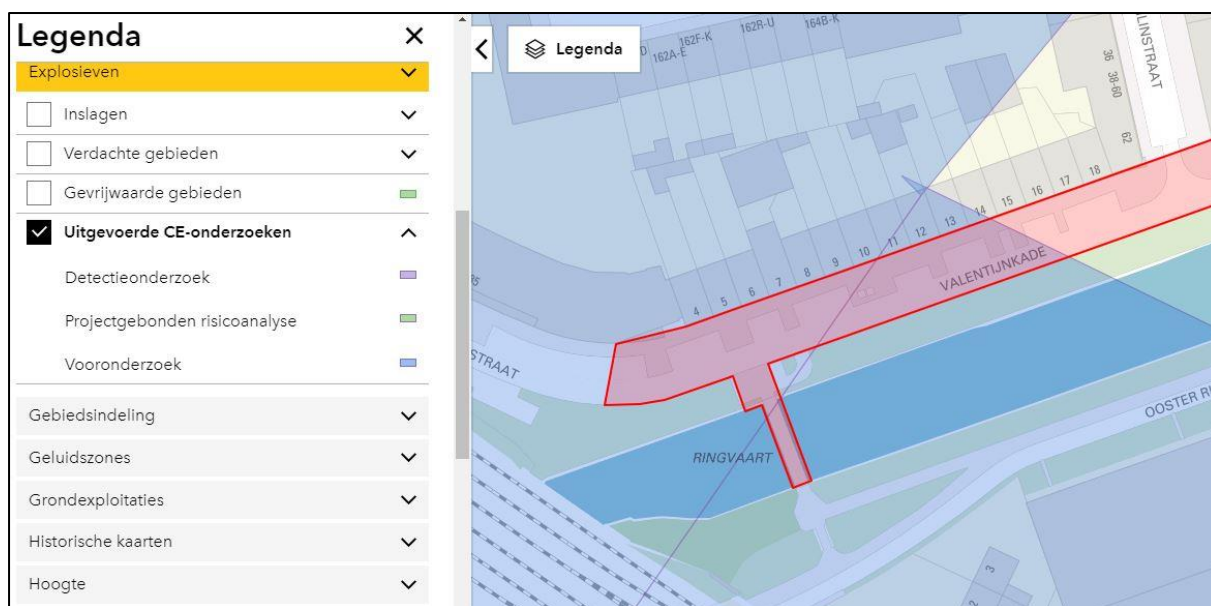 Legenda
Explosieven
Inslagen
Verdachte gebieden
Gevrijwaarde gebieden
Uitgevoerde CE-onderzoeken
Detectieonderzoek
Projectgebonden risicoanalyse
Vooronderzoek
Gebiedsindeling
Geluidszones
Grondexploitaties
Historische kaarten
Hoogte
Legenda
162A-E
162F-K
162R-U
164B-K
LINSTRAAT
36
38-60
62
4
5
6
7
8
9
10
11
12
13
14
15
16
17
18
VALENTIJNKADE
STRAAT
RINGVAART
OOSTER RI
3